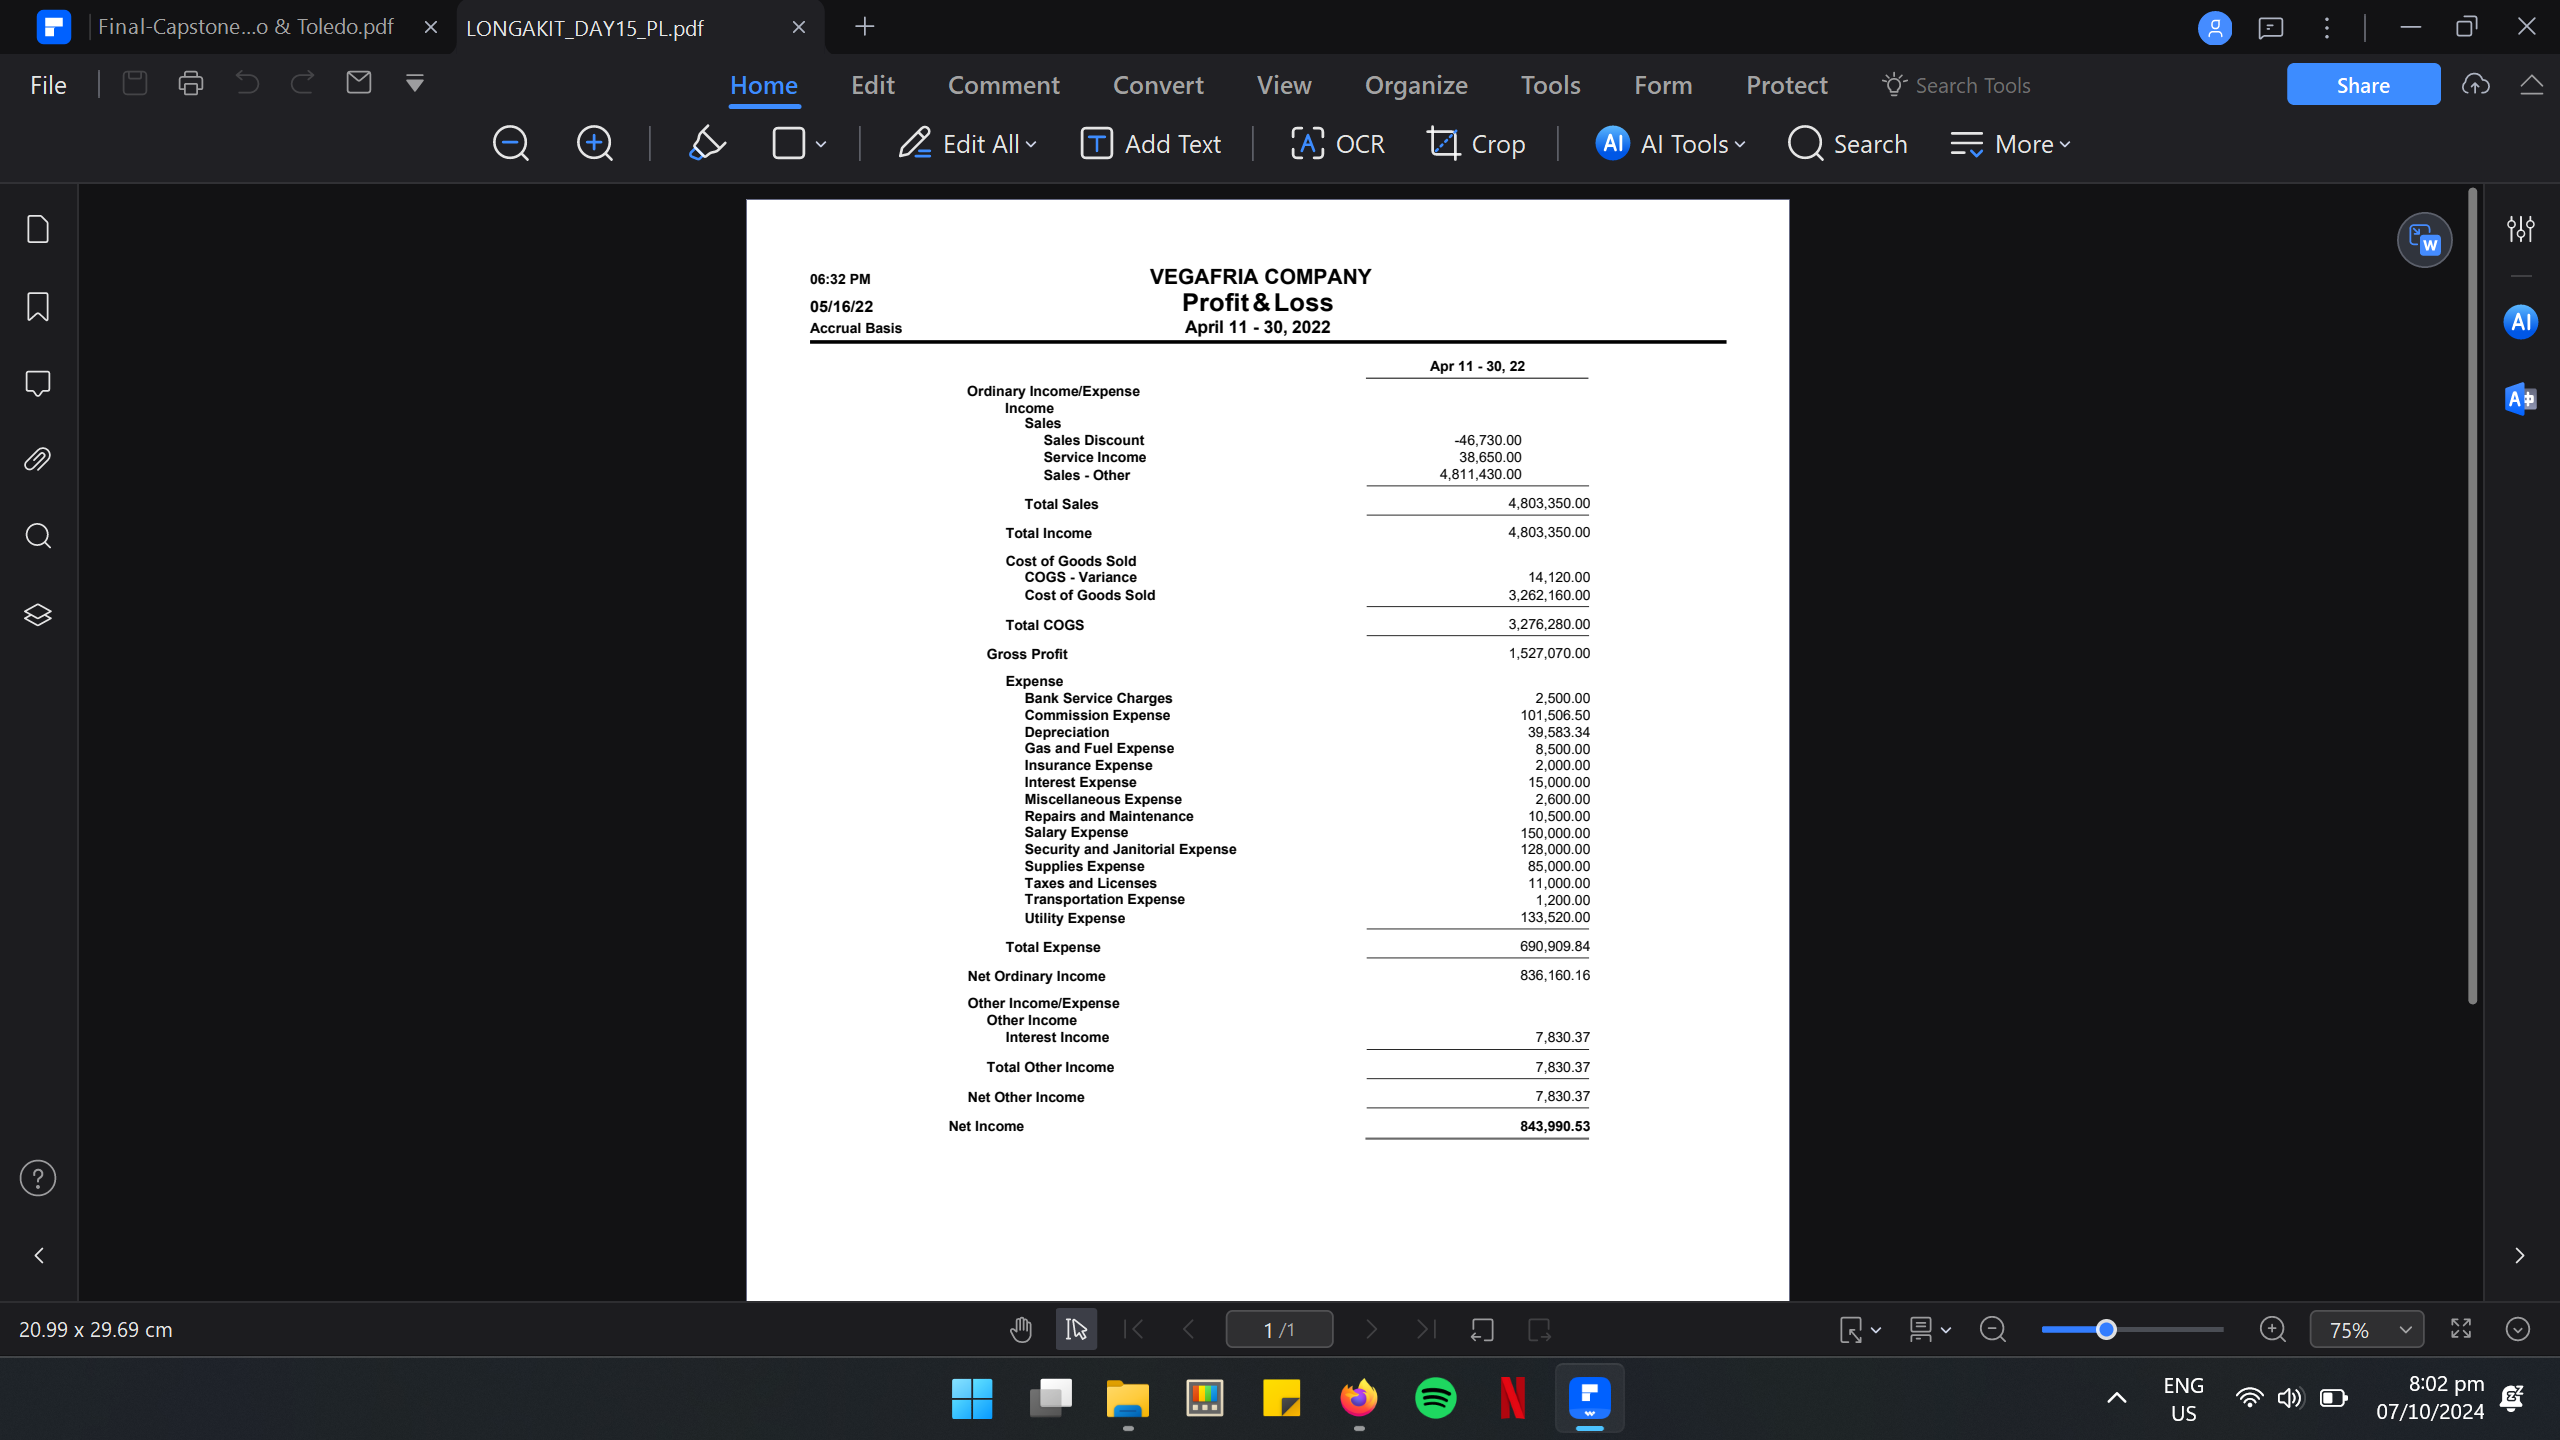 Final-Capstone...o & Toledo.pdf LONGAKIT_DAY15_PL.pdf
File Home Edit Comment Convert View Organize Tools Form Protect Search Tools Share
Edit All Add Text OCR Crop AI AI Tools Search More
W
06:32 PM VEGAFRIA COMPANY
05/16/22 Profit & Loss
Accrual Basis April 11 - 30, 2022
AI
Apr 11 - 30, 22
Ordinary Income/Expense
Income
Sales
Sales Discount -46,730.00
Service Income 38,650.00
Sales - Other 4,811,430.00
Total Sales 4,803,350.00
Total Income 4,803,350.00
Cost of Goods Sold
COGS - Variance 14,120.00
Cost of Goods Sold 3,262,160.00
Total COGS 3,276,280.00
Gross Profit 1,527,070.00
Expense
Bank Service Charges 2,500.00
Commission Expense 101,506.50
Depreciation 39,583.34
Gas and Fuel Expense 8,500.00
Insurance Expense 2,000.00
Interest Expense 15,000.00
Miscellaneous Expense 2,600.00
Repairs and Maintenance 10,500.00
Salary Expense 150,000.00
Security and Janitorial Expense 128,000.00
Supplies Expense 85,000.00
Taxes and Licenses 11,000.00
Transportation Expense 1,200.00
Utility Expense 133,520.00
Total Expense 690,909.84
Net Ordinary Income 836,160.16
Other Income/Expense
Other Income
Interest Income 7,830.37
Total Other Income 7,830.37
Net Other Income 7,830.37
Net Income 843,990.53
20.99 x 29.69 cm 1 /1 75%
ENG 8:02 pm
US 07/10/2024